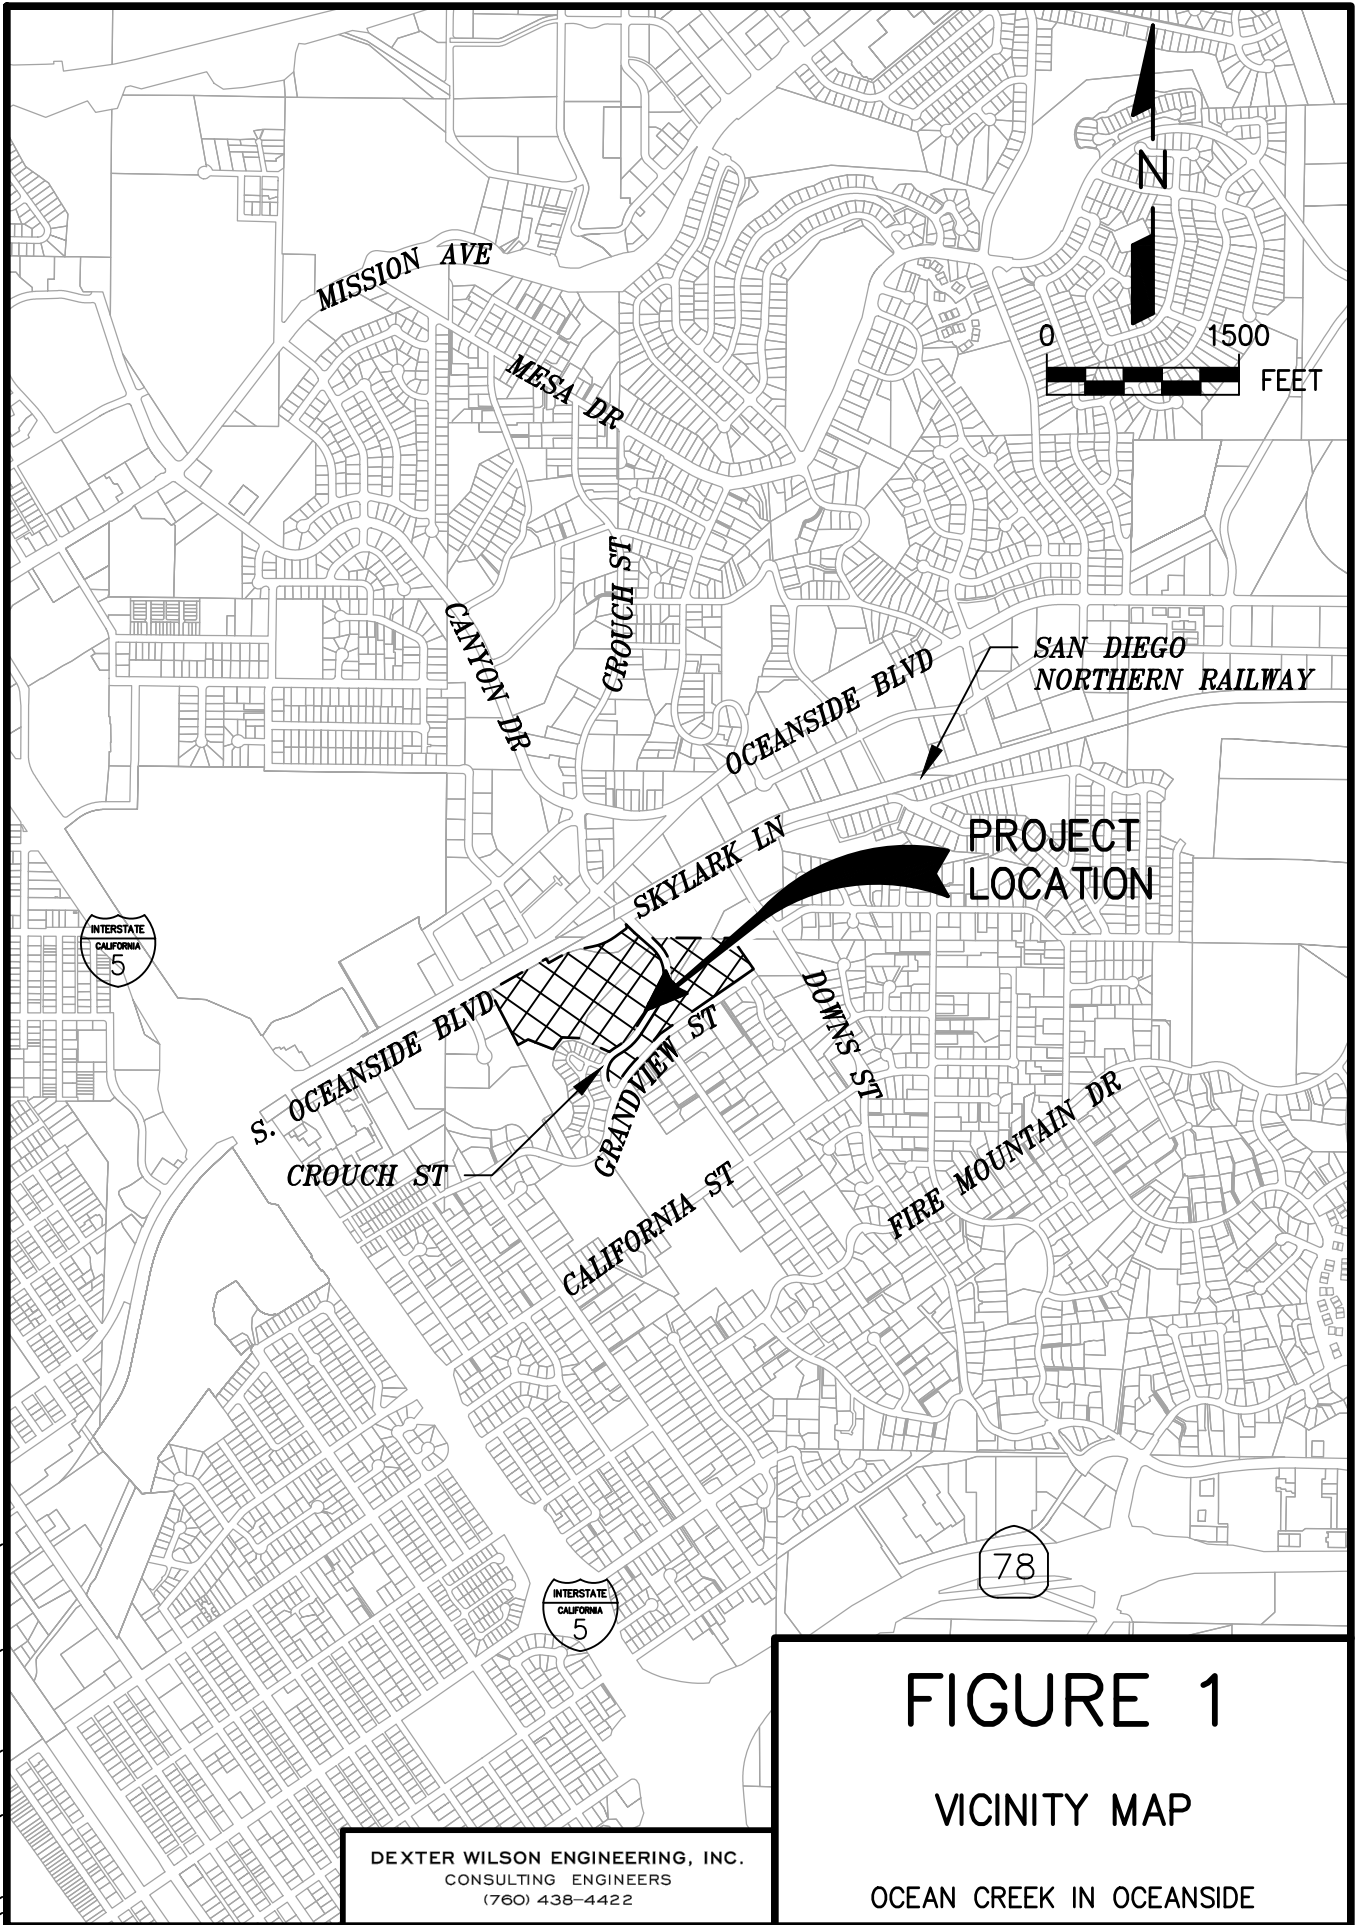 N
0 1500
FEET
MISSION AVE
MESA DR
CROUCH ST
CANYON DR
OCEANSIDE BLVD
SAN DIEGO
NORTHERN RAILWAY
SKYLARK LN
PROJECT
LOCATION
INTERSTATE
CALIFORNIA
5
S. OCEANSIDE BLVD
DOWNS ST
GRANDVIEW ST
CROUCH ST
CALIFORNIA ST
FIRE MOUNTAIN DR
78
INTERSTATE
CALIFORNIA
5
FIGURE 1
VICINITY MAP
OCEAN CREEK IN OCEANSIDE
DEXTER WILSON ENGINEERING, INC.
CONSULTING ENGINEERS
(760) 438-4422